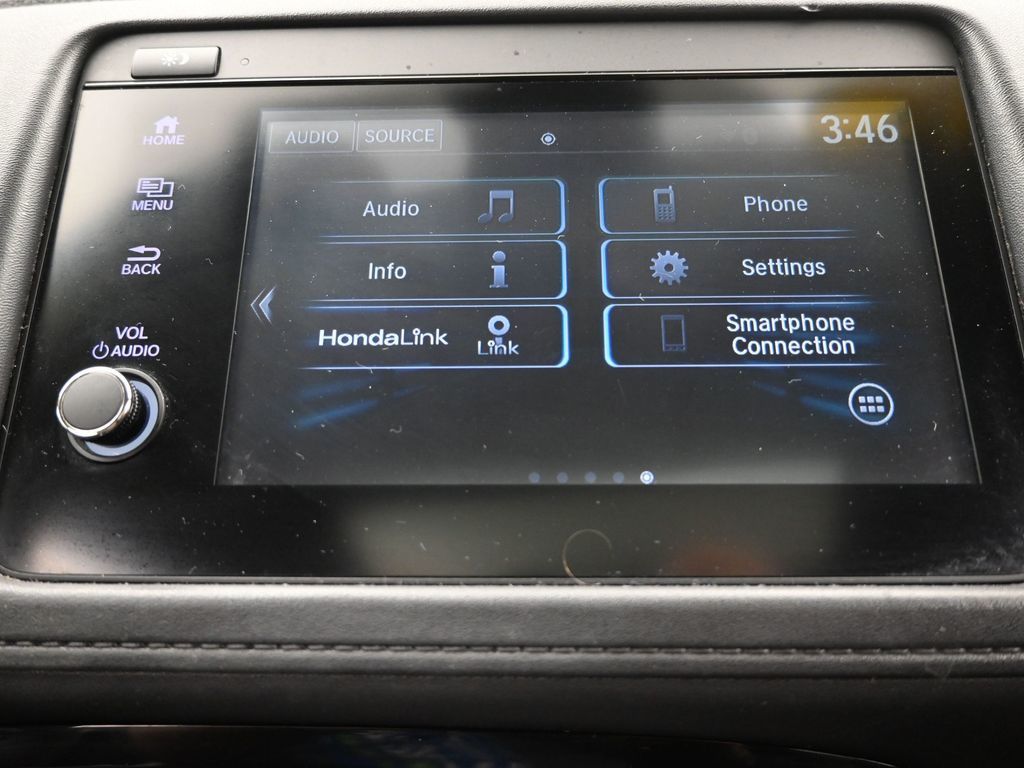 HOME
MENU
BACK
VOL
AUDIO
AUDIO SOURCE
3:46
Audio
Phone
Info
Settings
HondaLink
Link
Smartphone
Connection